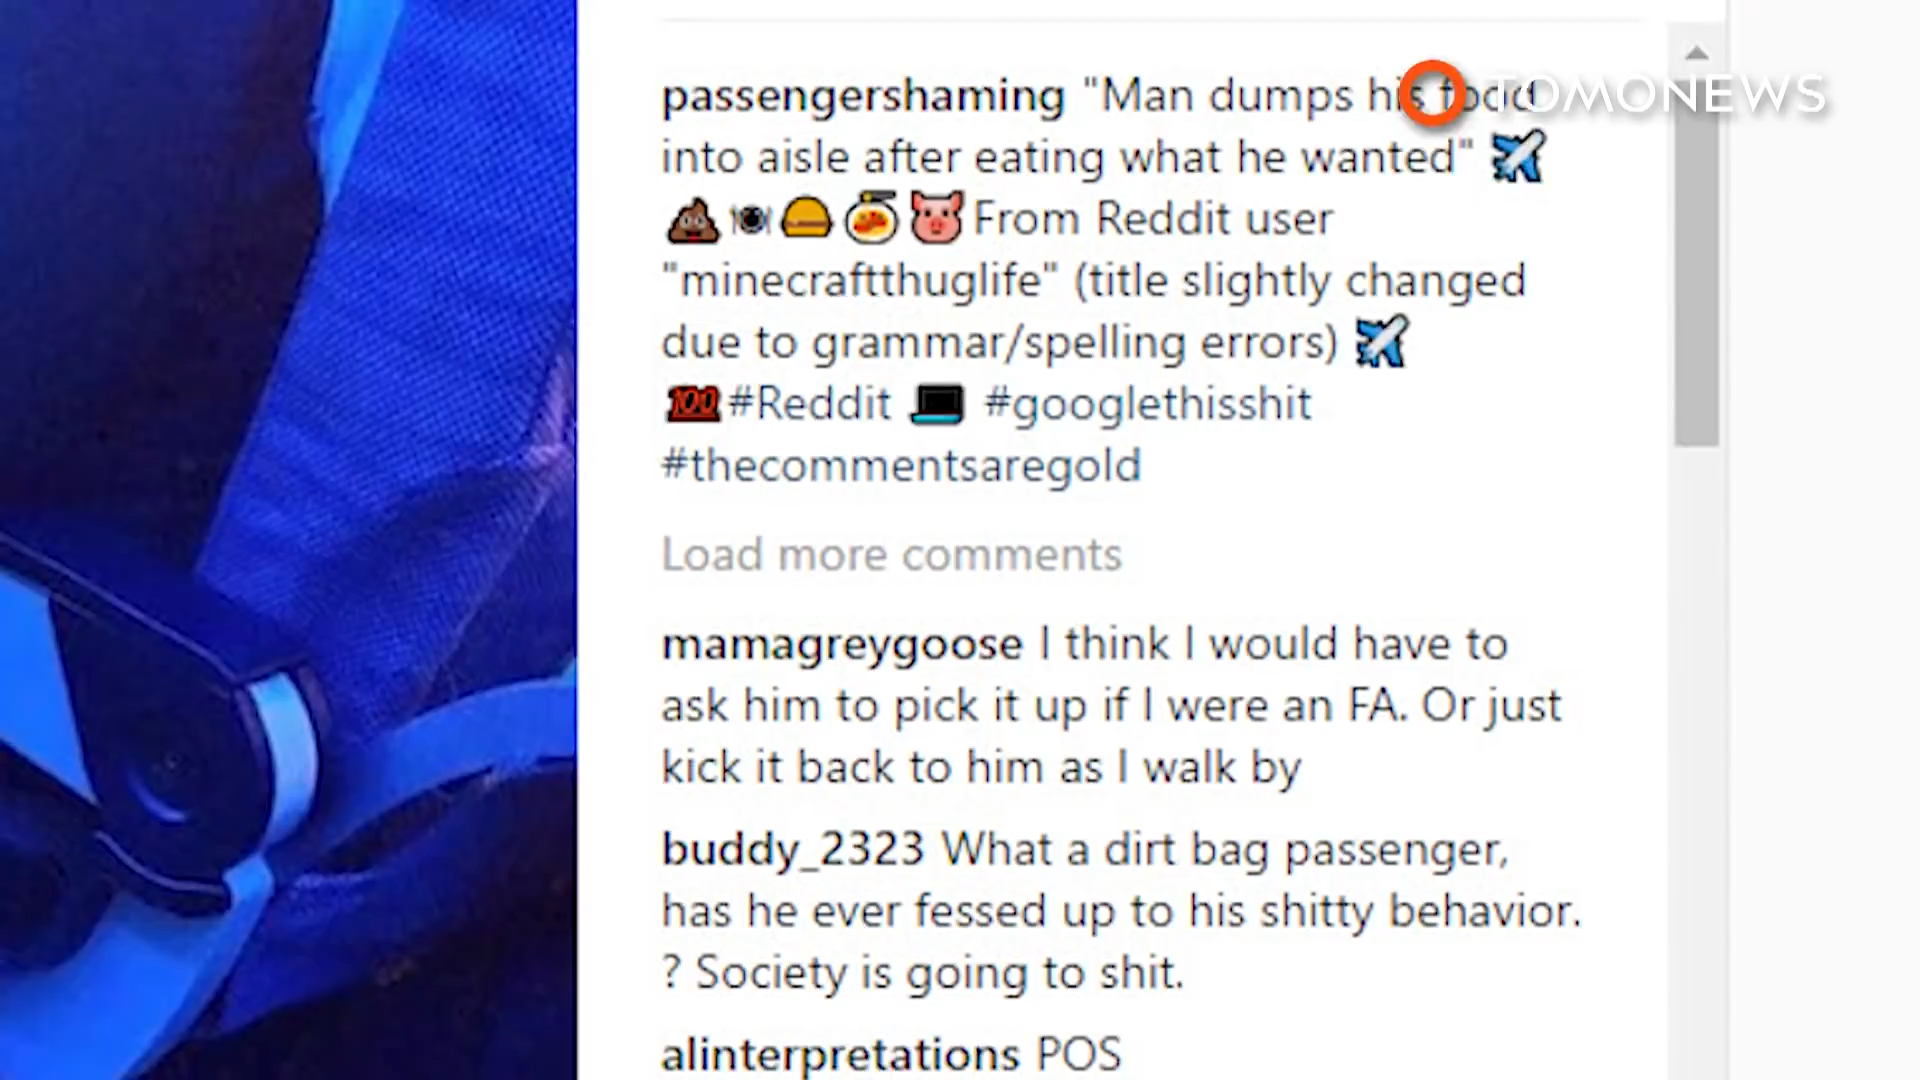 passengershaming "Man dumps his food
TOMONEWS
into aisle after eating what he wanted" ✈️
💩🍽🍔🍲🐷From Reddit user
"minecraftthuglife" (title slightly changed
due to grammar/spelling errors) ✈️
💯#Reddit 💻 #googlethisshit
#thecommentsaregold
Load more comments
mamagreygoose I think I would have to
ask him to pick it up if I were an FA. Or just
kick it back to him as I walk by
buddy_2323 What a dirt bag passenger,
has he ever fessed up to his shitty behavior.
? Society is going to shit.
alinterpretations POS